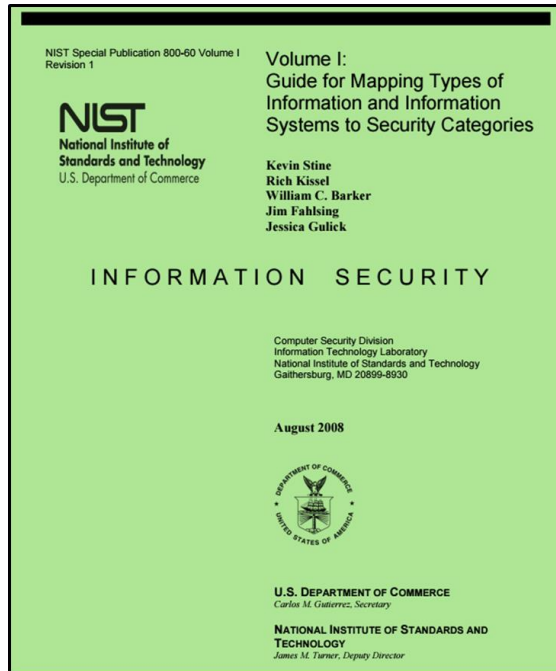 NIST Special Publication 800-60 Volume I
Revision 1
NIST
National Institute of
Standards and Technology
U.S. Department of Commerce
Volume I:
Guide for Mapping Types of
Information and Information
Systems to Security Categories
Kevin Stine
Rich Kissel
William C. Barker
Jim Fahlsing
Jessica Gulick
INFORMATION SECURITY
Computer Security Division
Information Technology Laboratory
National Institute of Standards and Technology
Gaithersburg, MD 20899-8930
August 2008
DEPARTMENT OF COMMERCE
UNITED STATES OF AMERICA
U.S. DEPARTMENT OF COMMERCE
Carlos M. Gutierrez, Secretary
NATIONAL INSTITUTE OF STANDARDS AND
TECHNOLOGY
James M. Turner, Deputy Director